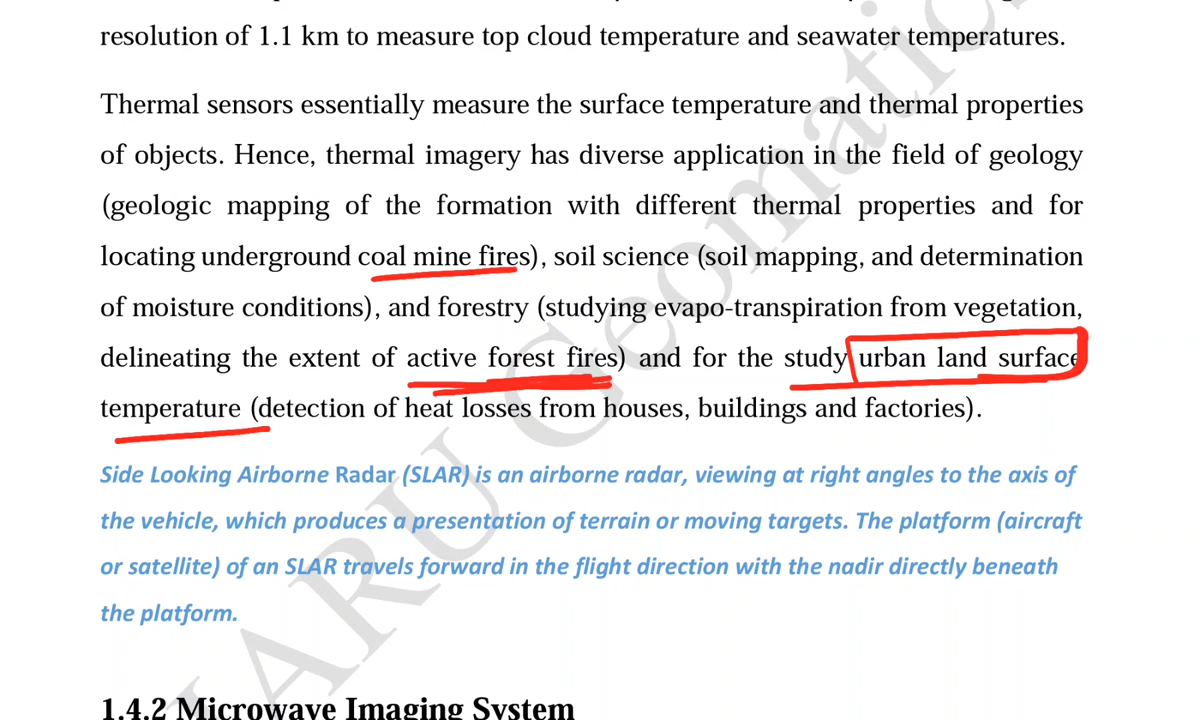 resolution of 1.1 km to measure top cloud temperature and seawater temperatures.
Thermal sensors essentially measure the surface temperature and thermal properties
of objects. Hence, thermal imagery has diverse application in the field of geology
(geologic mapping of the formation with different thermal properties and for
locating underground coal mine fires), soil science (soil mapping, and determination
of moisture conditions), and forestry (studying evapo-transpiration from vegetation,
delineating the extent of active forest fires) and for the study urban land surface
temperature (detection of heat losses from houses, buildings and factories).
Side Looking Airborne Radar (SLAR) is an airborne radar, viewing at right angles to the axis of
the vehicle, which produces a presentation of terrain or moving targets. The platform (aircraft
or satellite) of an SLAR travels forward in the flight direction with the nadir directly beneath
the platform.
1.4.2 Microwave Imaging System